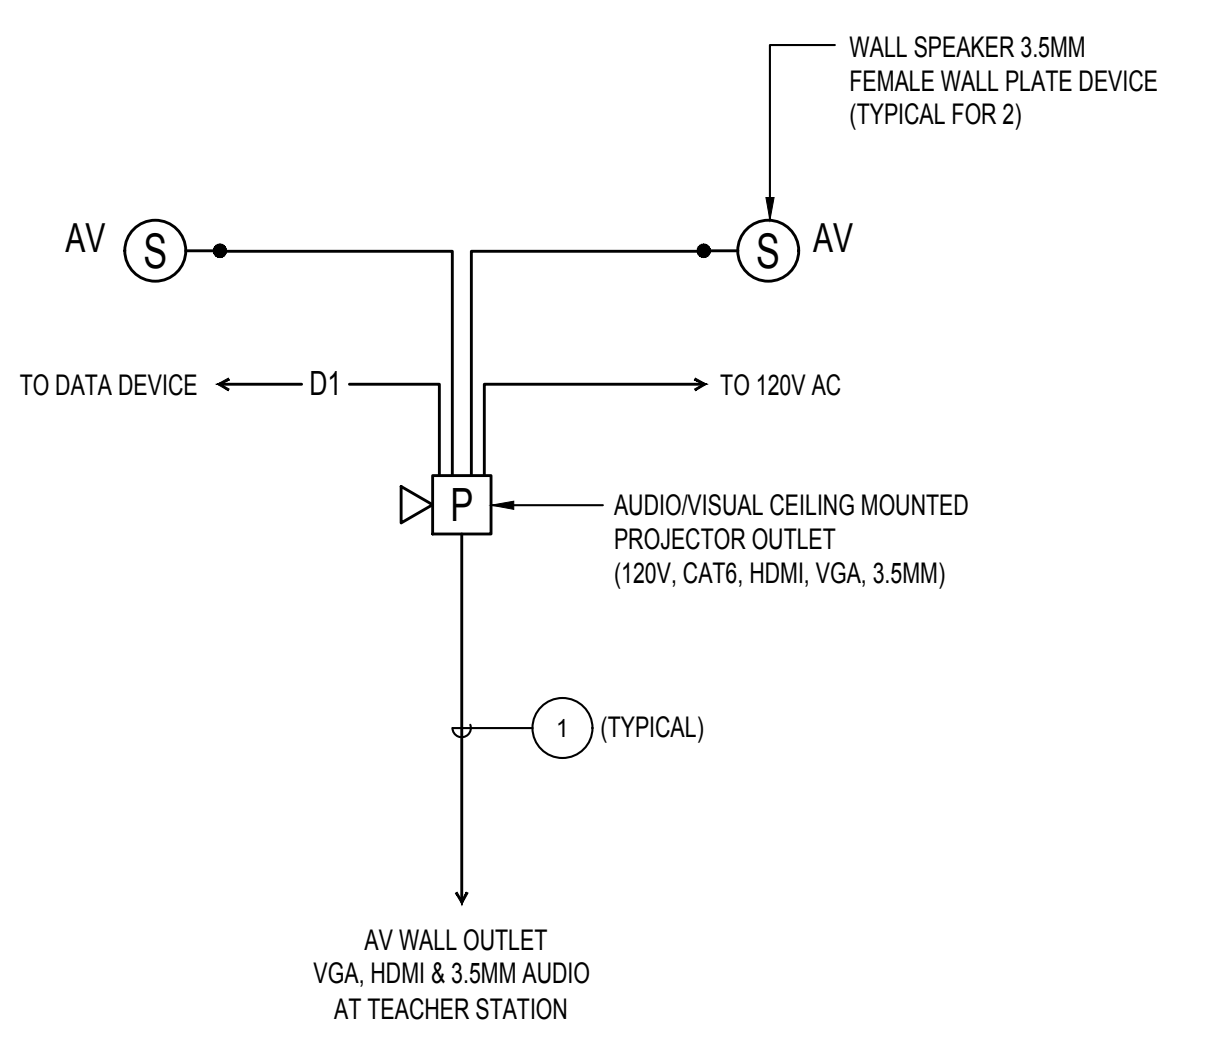 WALL SPEAKER 3.5MM
FEMALE WALL PLATE DEVICE
(TYPICAL FOR 2)
AV S
S AV
TO DATA DEVICE D1
TO 120V AC
P
AUDIO/VISUAL CEILING MOUNTED
PROJECTOR OUTLET
(120V, CAT6, HDMI, VGA, 3.5MM)
1 (TYPICAL)
AV WALL OUTLET
VGA, HDMI & 3.5MM AUDIO
AT TEACHER STATION